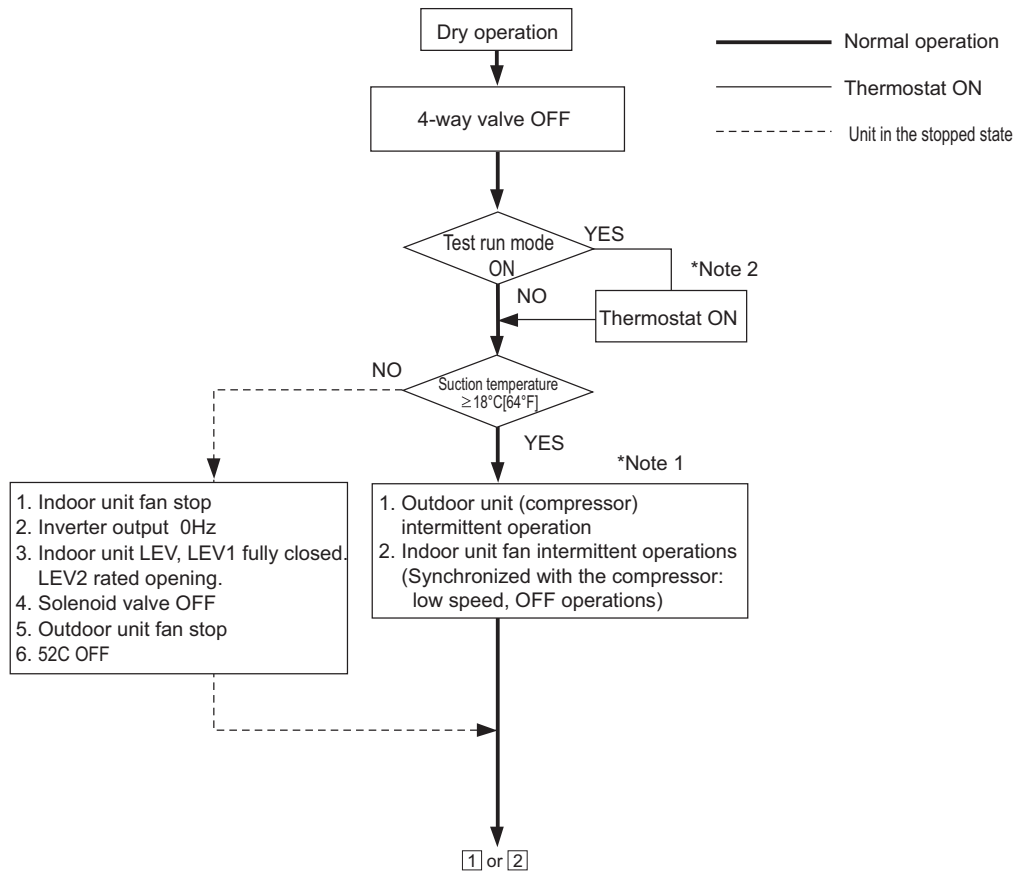 Dry operation
Normal operation
Thermostat ON
Unit in the stopped state
4-way valve OFF
Test run mode
ON
YES
*Note 2
NO
Thermostat ON
NO
Suction temperature
≥18°C[64°F]
YES
*Note 1
1. Indoor unit fan stop
2. Inverter output 0Hz
3. Indoor unit LEV, LEV1 fully closed.
LEV2 rated opening.
4. Solenoid valve OFF
5. Outdoor unit fan stop
6. 52C OFF
1. Outdoor unit (compressor)
intermittent operation
2. Indoor unit fan intermittent operations
(Synchronized with the compressor:
low speed, OFF operations)
1 or 2